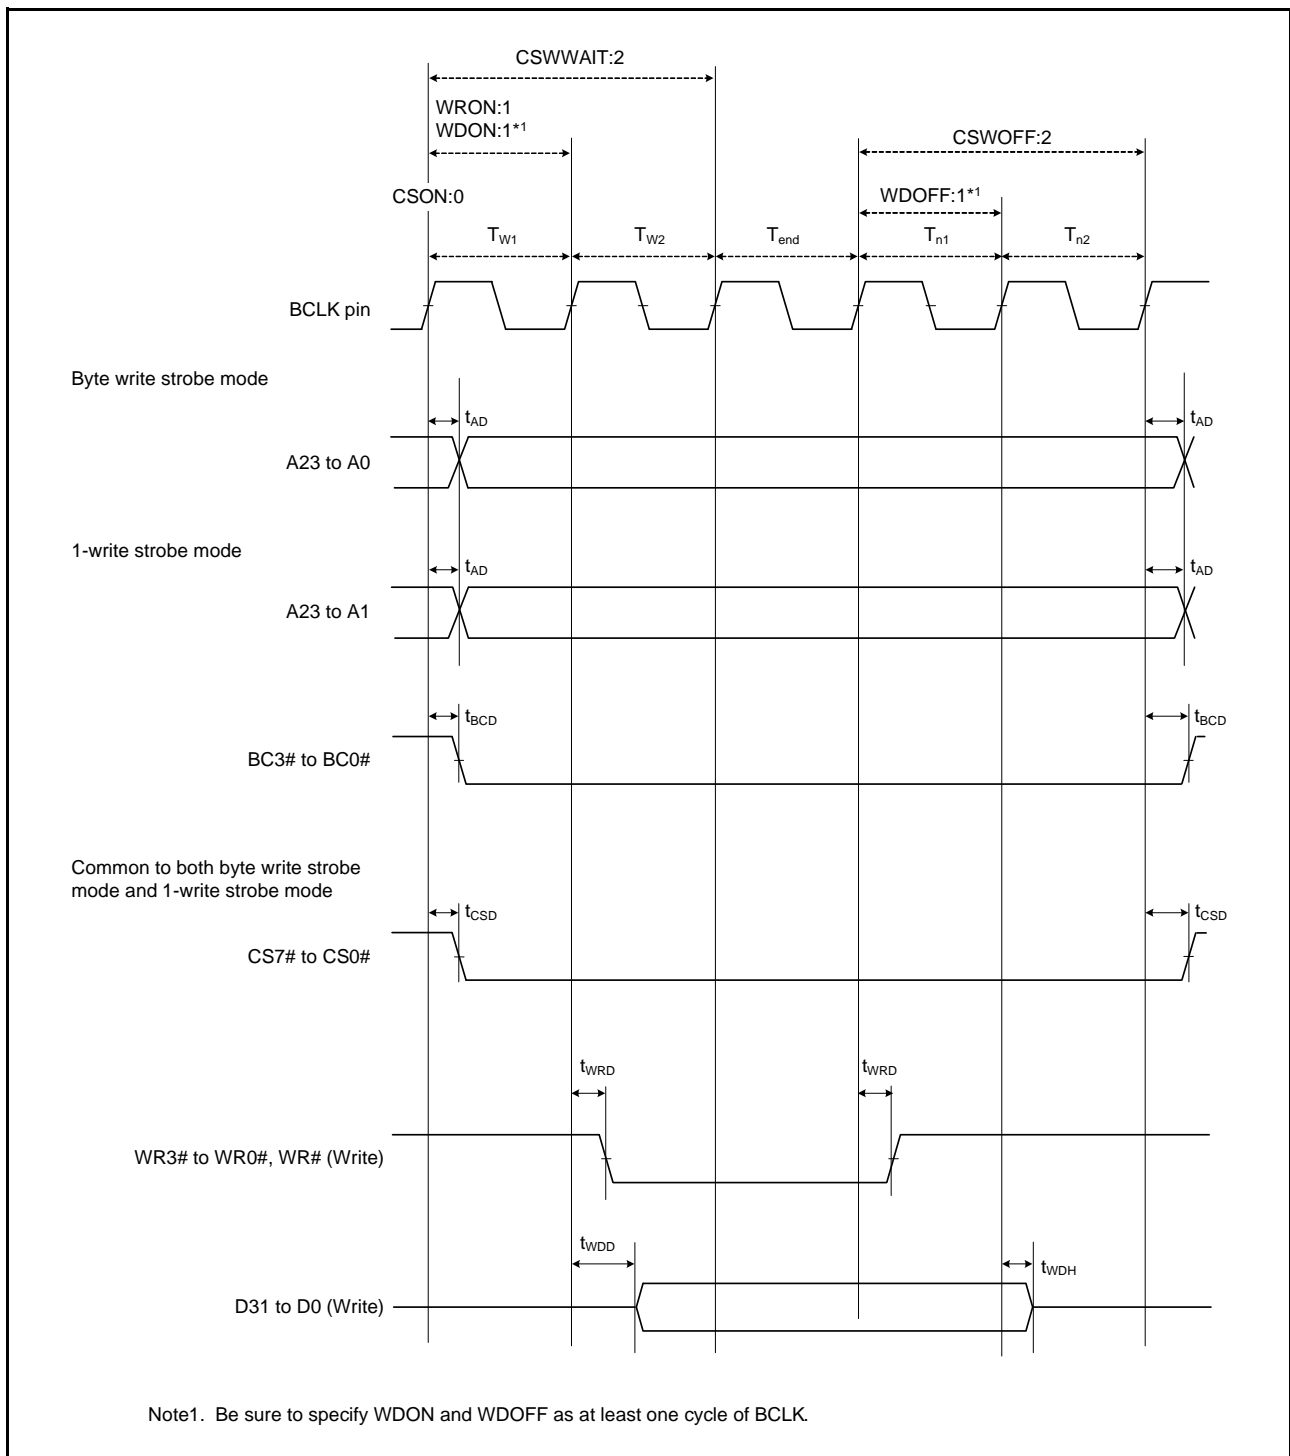 CSWWAIT:2
WRON:1
WDON:1*1
CSWOFF:2
CSON:0
WDOFF:1*1
TW1 TW2 Tend Tn1 Tn2
BCLK pin
Byte write strobe mode
tAD tAD
A23 to A0
1-write strobe mode
tAD tAD
A23 to A1
tBCD tBCD
BC3# to BC0#
Common to both byte write strobe
mode and 1-write strobe mode
tCSD tCSD
CS7# to CS0#
tWRD tWRD
WR3# to WR0#, WR# (Write)
tWDD tWDH
D31 to D0 (Write)
Note1. Be sure to specify WDON and WDOFF as at least one cycle of BCLK.